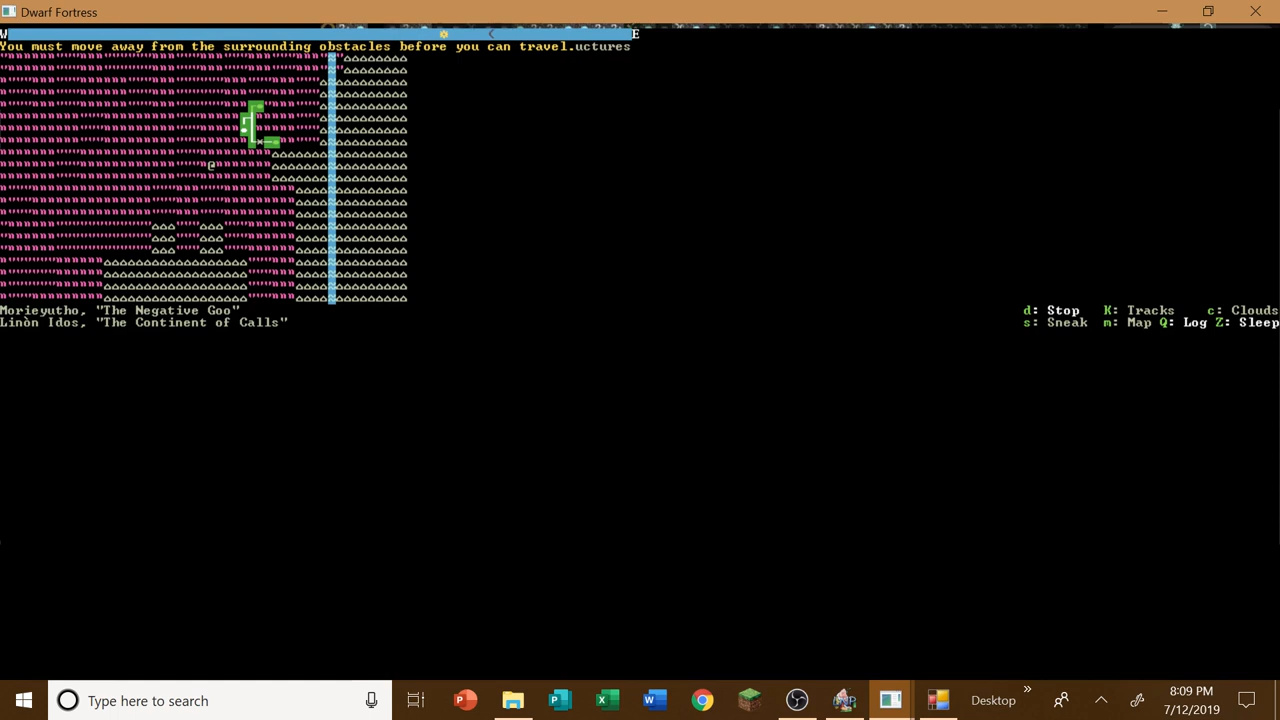 Dwarf Fortress
W E
You must move away from the surrounding obstacles before you can travel.uctures
Morieyutho, "The Negative Goo"
Linòn Idos, "The Continent of Calls"
d: Stop K: Tracks c: Clouds
s: Sneak m: Map Q: Log Z: Sleep
Type here to search
Desktop
8:09 PM
7/12/2019